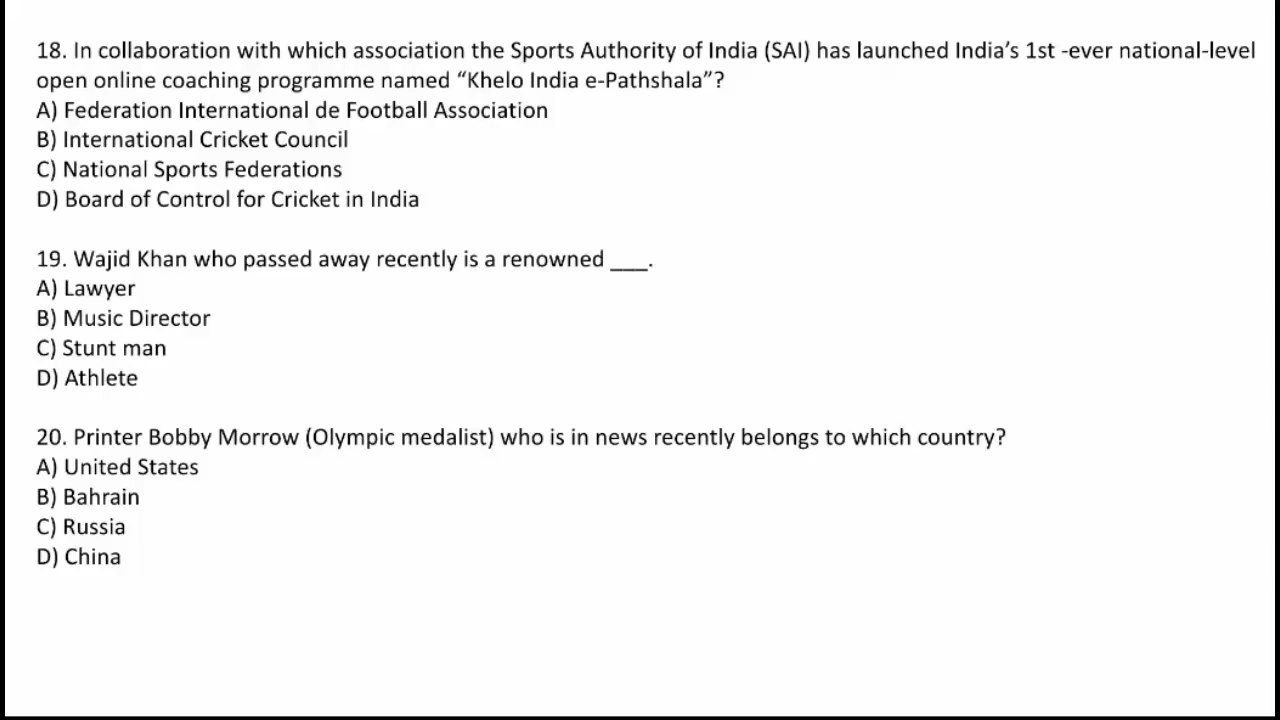 18. In collaboration with which association the Sports Authority of India (SAI) has launched India’s 1st -ever national-level
open online coaching programme named “Khelo India e-Pathshala”?
A) Federation International de Football Association
B) International Cricket Council
C) National Sports Federations
D) Board of Control for Cricket in India
19. Wajid Khan who passed away recently is a renowned ___.
A) Lawyer
B) Music Director
C) Stunt man
D) Athlete
20. Printer Bobby Morrow (Olympic medalist) who is in news recently belongs to which country?
A) United States
B) Bahrain
C) Russia
D) China